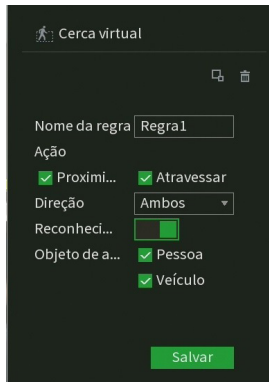 Cerca virtual
Nome da regra Regra1
Ação
Proximi... Atravessar
Direção Ambos
Reconheci...
Objeto de a... Pessoa
Veículo
Salvar